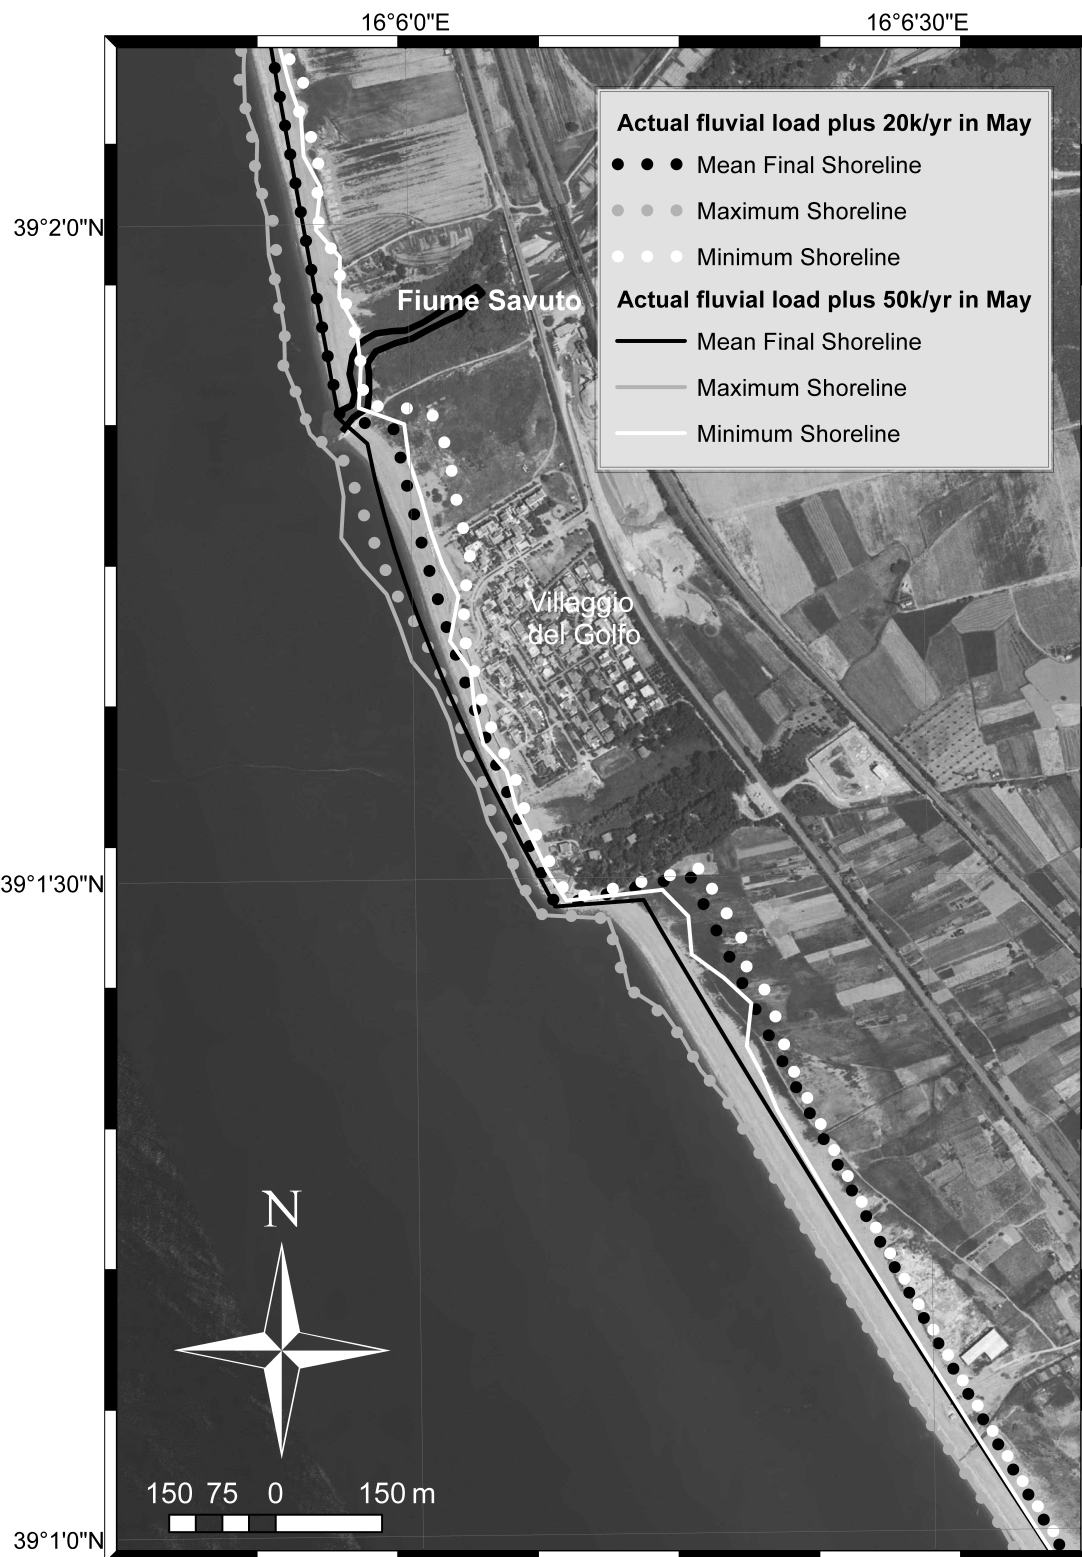 16°6'0"E
16°6'30"E
Actual fluvial load plus 20k/yr in May
Mean Final Shoreline
Maximum Shoreline
Minimum Shoreline
Actual fluvial load plus 50k/yr in May
Mean Final Shoreline
Maximum Shoreline
Minimum Shoreline
39°2'0"N
Fiume Savuto
Villaggio
del Golfo
39°1'30"N
N
150 75 0 150 m
39°1'0"N